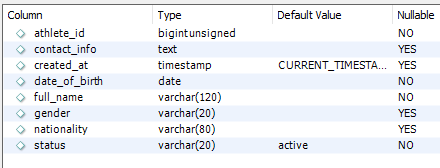 Column Type Default Value Nullable
athlete_id bigintunsigned NO
contact_info text YES
created_at timestamp CURRENT_TIMESTA... YES
date_of_birth date NO
full_name varchar(120) NO
gender varchar(20) YES
nationality varchar(80) YES
status varchar(20) active NO